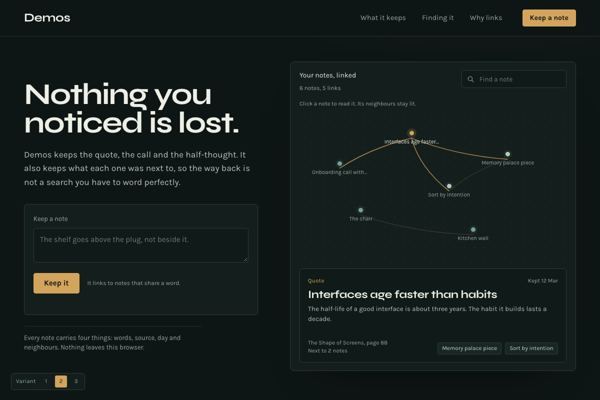 Demos
What it keeps
Finding it
Why links
Keep a note
Nothing you
noticed is lost.
Demos keeps the quote, the call and the half-thought. It
also keeps what each one was next to, so the way back is
not a search you have to word perfectly.
Keep a note
The shelf goes above the plug, not beside it.
Keep it
It links to notes that share a word.
Every note carries four things: words, source, day and
neighbours. Nothing leaves this browser.
Variant 1 2 3
Your notes, linked
6 notes, 5 links
Find a note
Click a note to read it. Its neighbours stay lit.
Interfaces age faster…
Onboarding call with…
Memory palace piece
Sort by intention
The chair
Kitchen wall
Quote
Kept 12 Mar
Interfaces age faster than habits
The half-life of a good interface is about three years. The habit it builds lasts a
decade.
The Shape of Screens, page 88
Next to 2 notes
Memory palace piece
Sort by intention